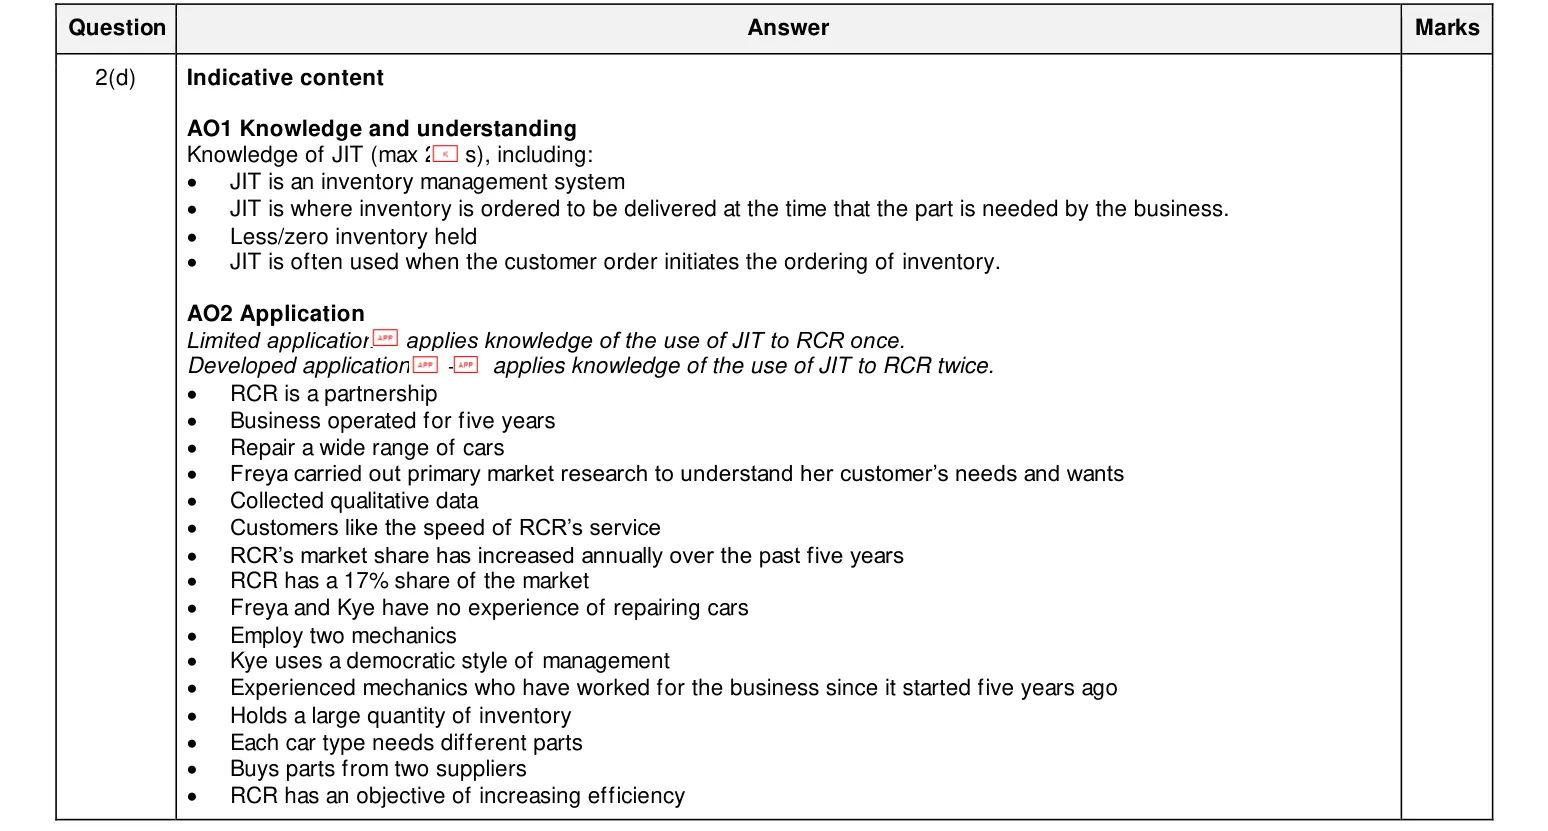 Question Answer Marks
2(d) Indicative content
AO1 Knowledge and understanding
Knowledge of JIT (max K s), including:
• JIT is an inventory management system
• JIT is where inventory is ordered to be delivered at the time that the part is needed by the business.
• Less/zero inventory held
• JIT is often used when the customer order initiates the ordering of inventory.
AO2 Application
Limited application APP applies knowledge of the use of JIT to RCR once.
Developed application APP - APP applies knowledge of the use of JIT to RCR twice.
• RCR is a partnership
• Business operated for five years
• Repair a wide range of cars
• Freya carried out primary market research to understand her customer’s needs and wants
• Collected qualitative data
• Customers like the speed of RCR’s service
• RCR’s market share has increased annually over the past five years
• RCR has a 17% share of the market
• Freya and Kye have no experience of repairing cars
• Employ two mechanics
• Kye uses a democratic style of management
• Experienced mechanics who have worked for the business since it started five years ago
• Holds a large quantity of inventory
• Each car type needs different parts
• Buys parts from two suppliers
• RCR has an objective of increasing efficiency